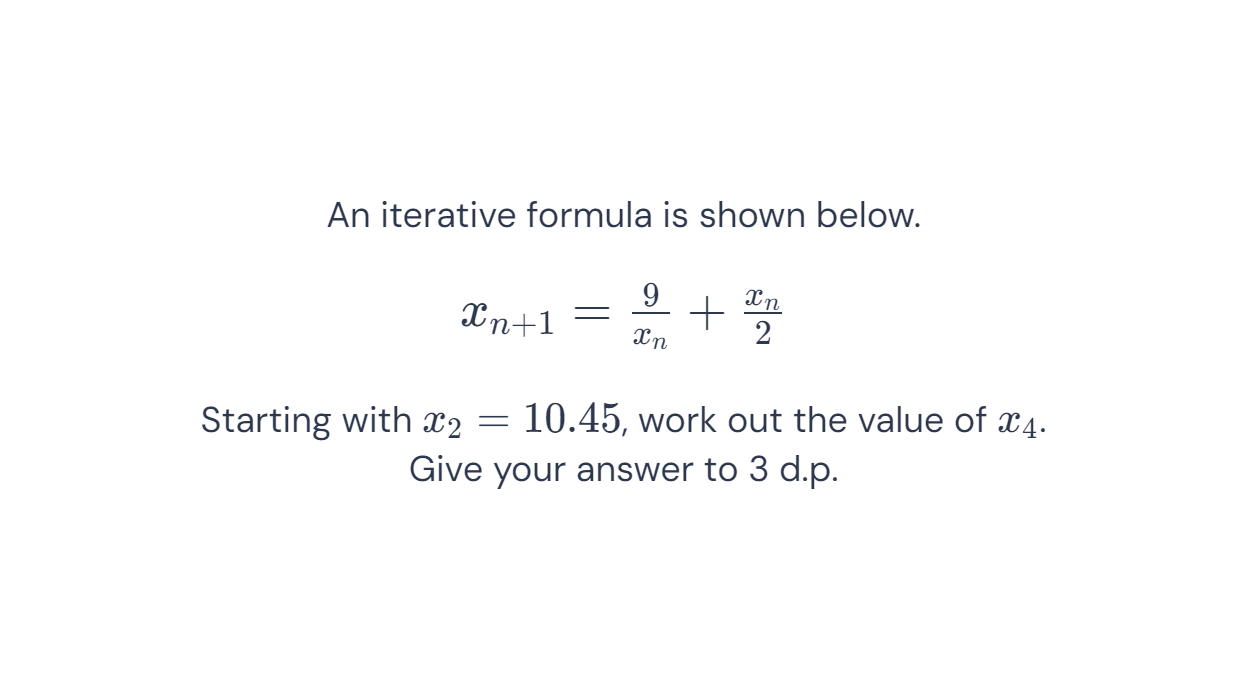 An iterative formula is shown below.
$x_{n+1} = \frac{9}{x_n} + \frac{x_n}{2}$
Starting with $x_2 = 10.45$, work out the value of $x_4$.
Give your answer to 3 d.p.